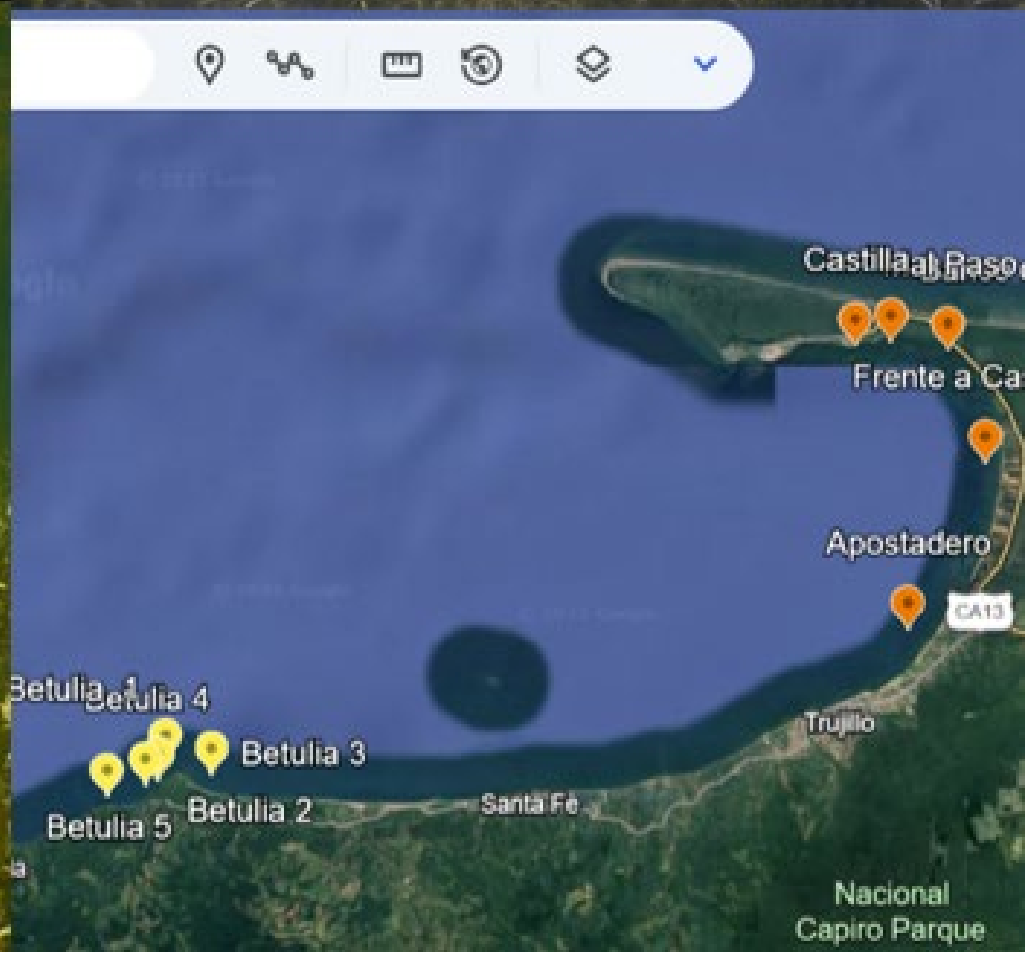 Castilla
Frente a Ca
Apostadero
CA13
Trujillo
Betulia 1
Betulia 4
Betulia 3
Betulia 2
Santa Fe
Betulia 5
ia
Nacional
Capiro Parque